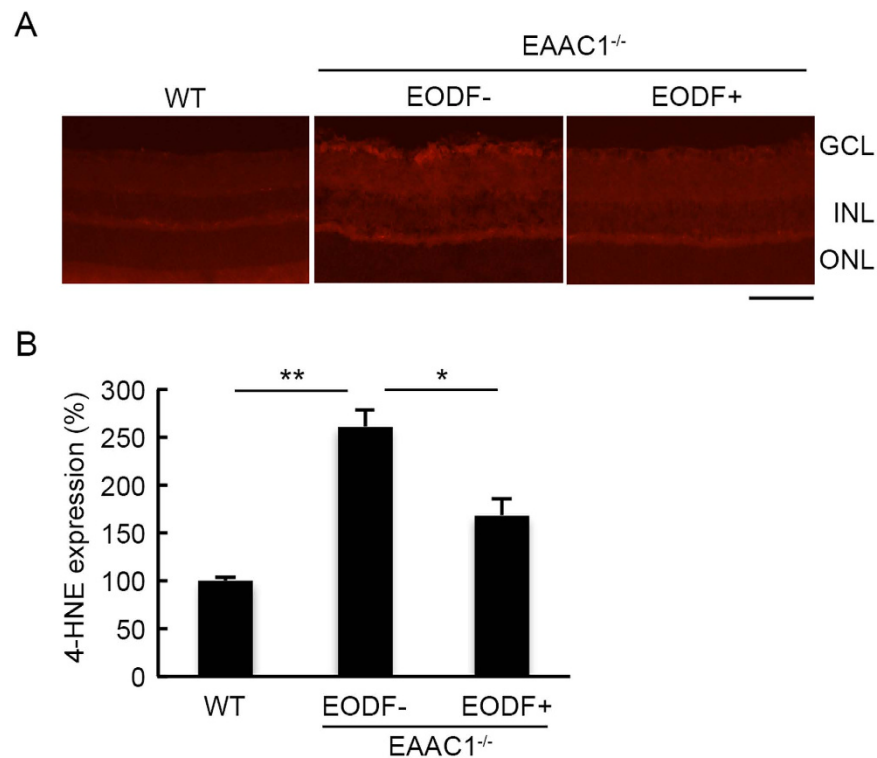 A
EAAC1-/-
WT EODF- EODF+
GCL
INL
ONL
B
** *
300
250
200
150
100
50
0
4-HNE expression (%)
WT EODF- EODF+
EAAC1-/-